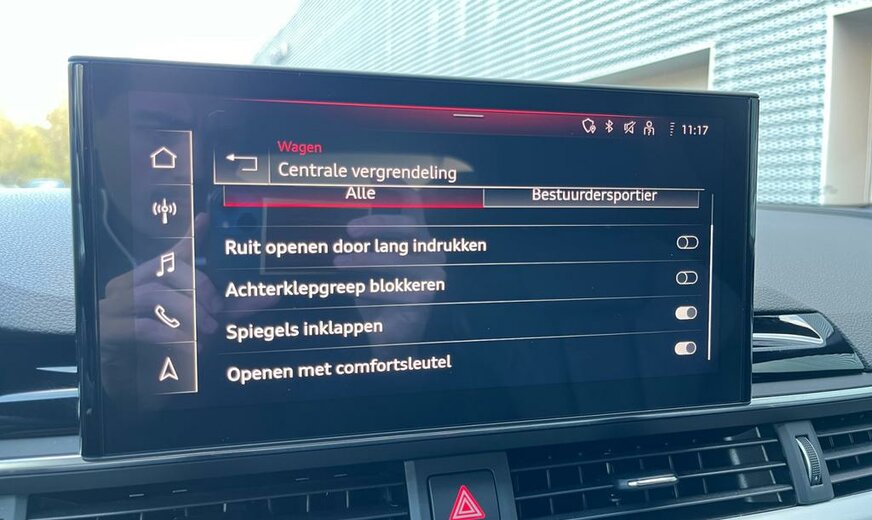 11:17
Wagen
Centrale vergrendeling
Alle
Bestuurdersportier
Ruit openen door lang indrukken
Achterklepgreep blokkeren
Spiegels inklappen
Openen met comfortsleutel